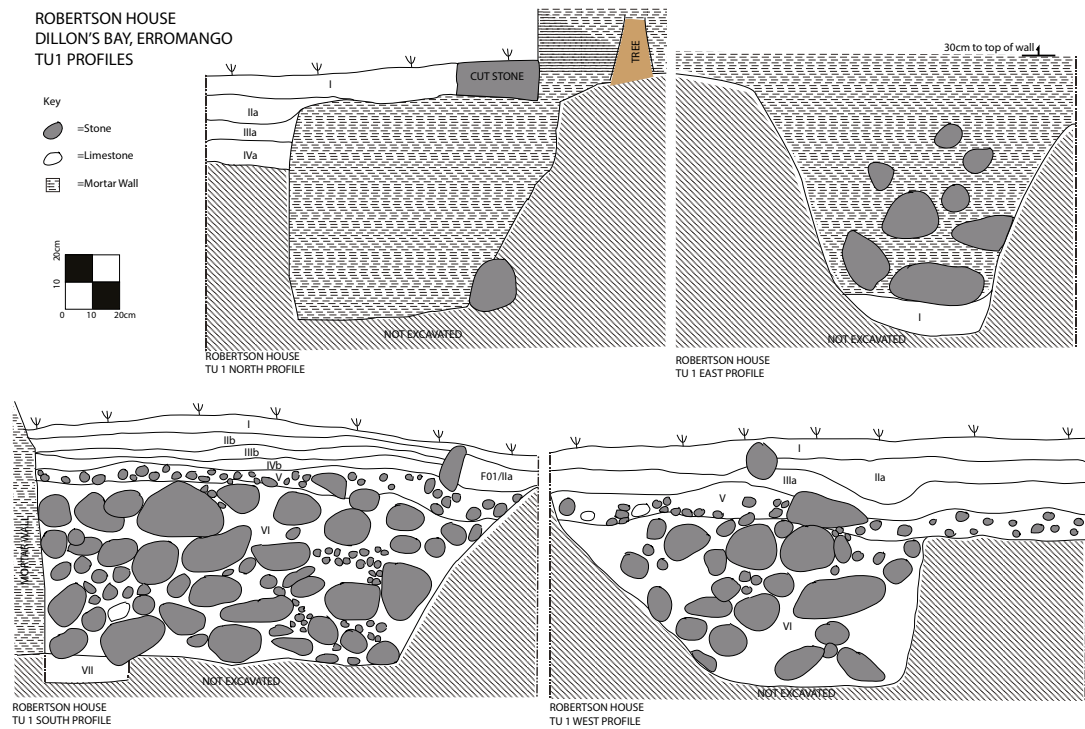 ROBERTSON HOUSE
DILLON'S BAY, ERROMANGO
TU1 PROFILES
Key
=Stone
=Limestone
=Mortar Wall
20cm
10
0 10 20cm
I
IIa
IIIa
IVa
CUT STONE
TREE
NOT EXCAVATED
ROBERTSON HOUSE
TU 1 NORTH PROFILE
30cm to top of wall
I
NOT EXCAVATED
ROBERTSON HOUSE
TU 1 EAST PROFILE
I
IIb
IIIb
IVb
V
F01/IIa
VI
MORTAR WALL
VII
NOT EXCAVATED
ROBERTSON HOUSE
TU 1 SOUTH PROFILE
I
IIIa
IIa
V
VI
NOT EXCAVATED
ROBERTSON HOUSE
TU 1 WEST PROFILE